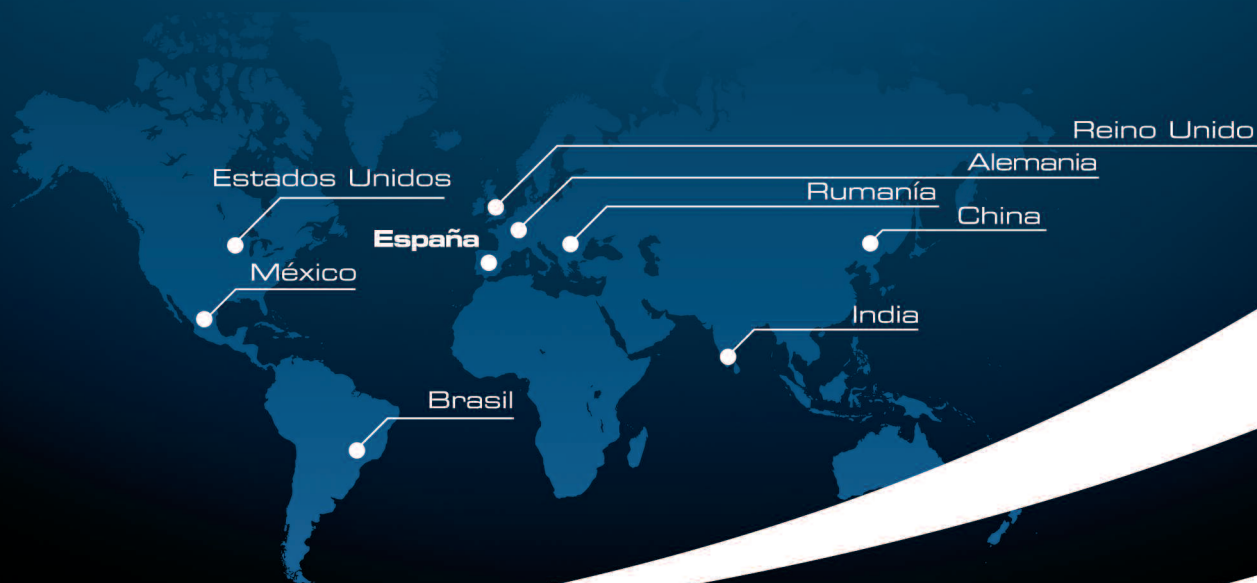 Reino Unido
Alemania
Estados Unidos
Rumanía
China
España
México
India
Brasil